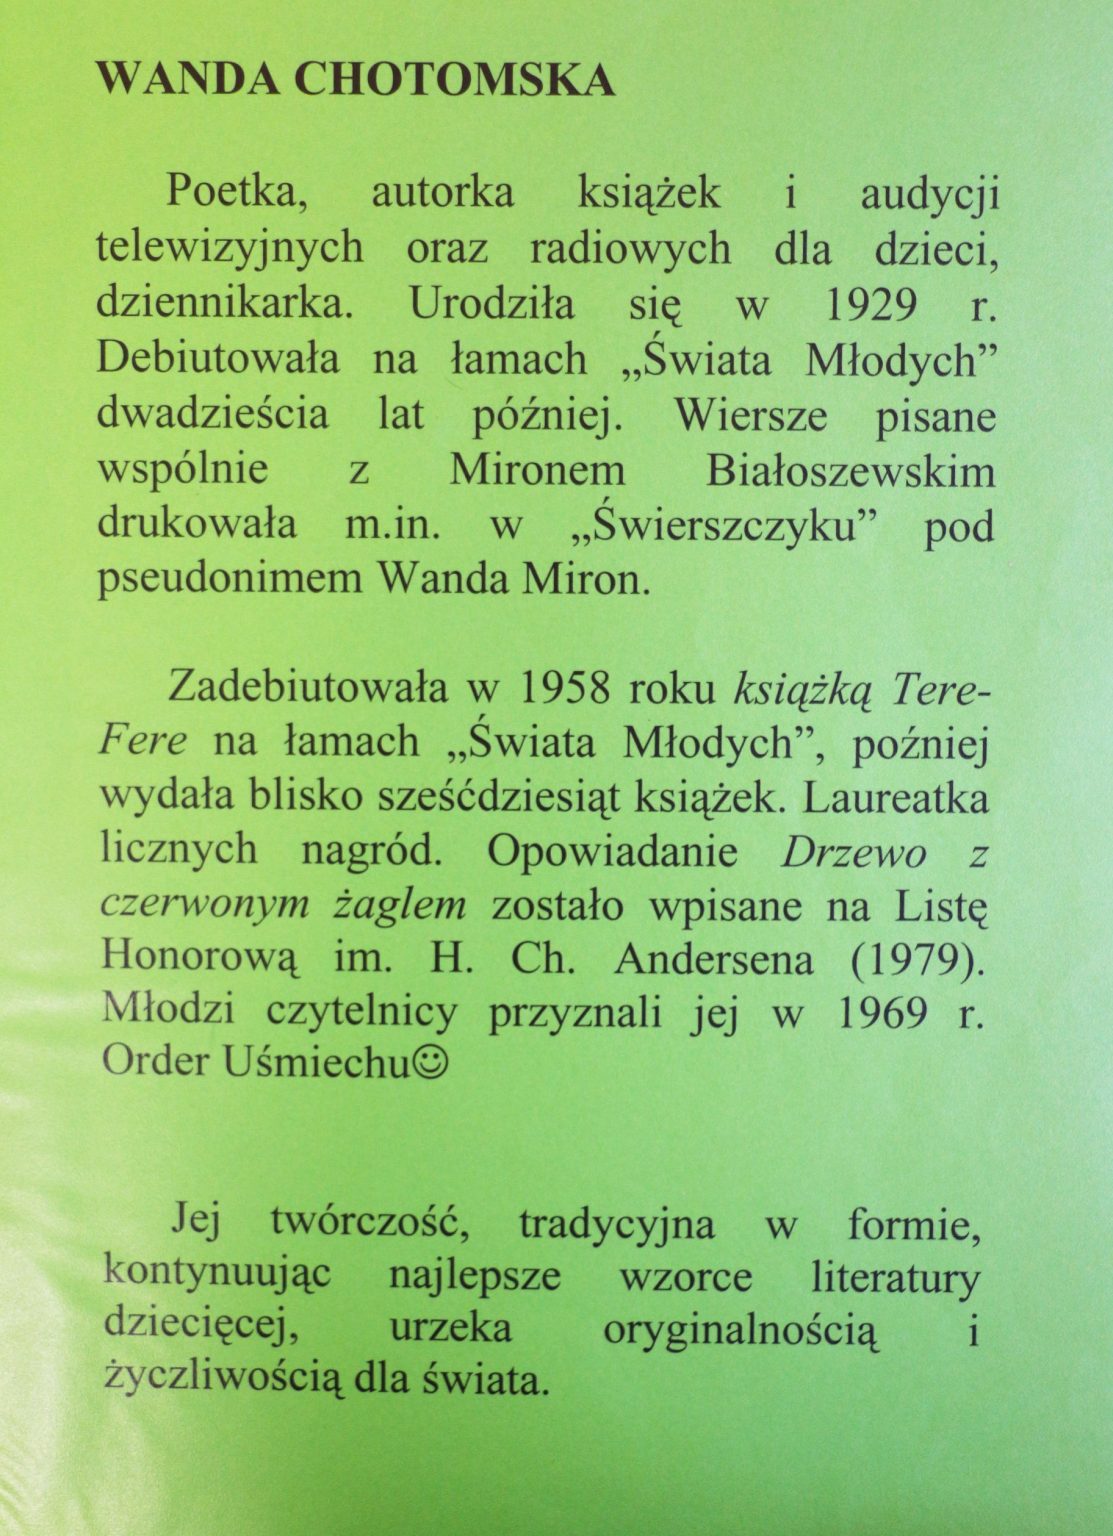 WANDA CHOTOMSKA
Poetka, autorka książek i audycji
telewizyjnych oraz radiowych dla dzieci,
dziennikarka. Urodziła się w 1929 r.
Debiutowała na łamach „Świata Młodych”
dwadzieścia lat później. Wiersze pisane
wspólnie z Mironem Białoszewskim
drukowała m.in. w „Świerszczyku” pod
pseudonimem Wanda Miron.
Zadebiutowała w 1958 roku książką Tere-
Fere na łamach „Świata Młodych”, poźniej
wydała blisko sześćdziesiąt książek. Laureatka
licznych nagród. Opowiadanie Drzewo z
czerwonym żaglem zostało wpisane na Listę
Honorową im. H. Ch. Andersena (1979).
Młodzi czytelnicy przyznali jej w 1969 r.
Order Uśmiechu☺
Jej twórczość, tradycyjna w formie,
kontynuując najlepsze wzorce literatury
dziecięcej, urzeka oryginalnością i
życzliwością dla świata.